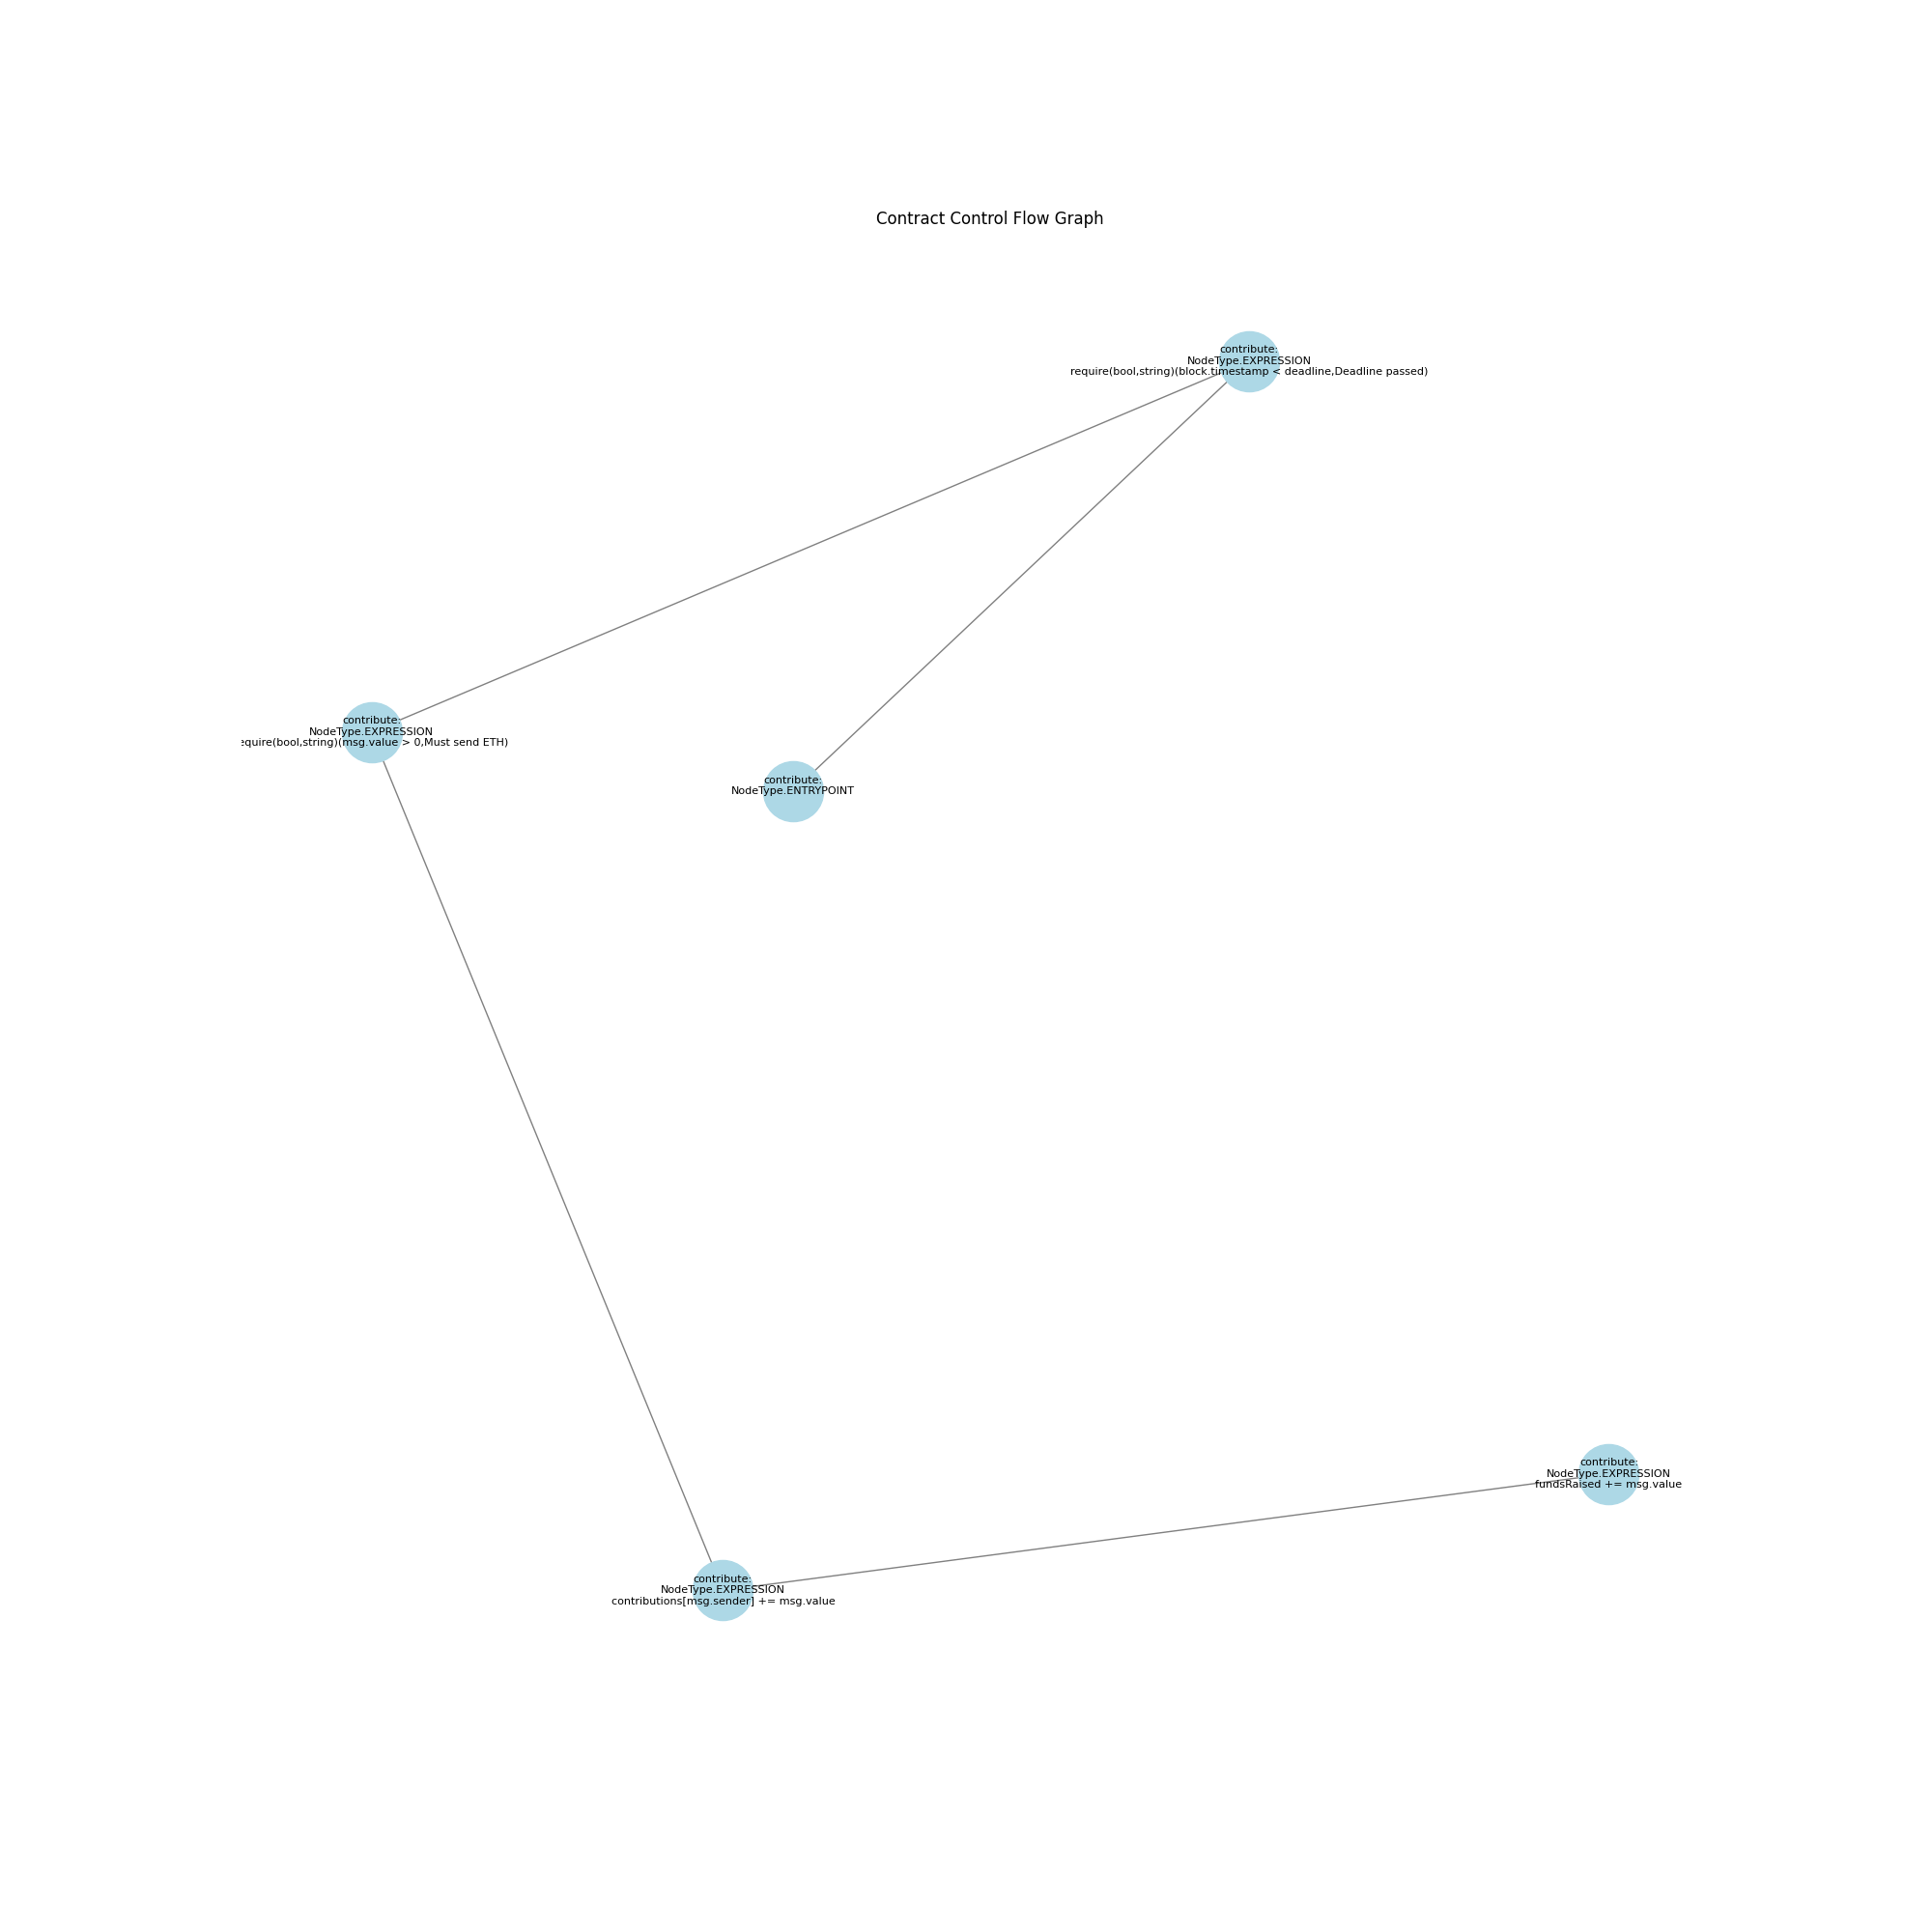 Contract Control Flow Graph
contribute:
NodeType.EXPRESSION
require(bool,string)(block.timestamp < deadline,Deadline passed)
contribute:
NodeType.EXPRESSION
equire(bool,string)(msg.value > 0,Must send ETH)
contribute:
NodeType.ENTRYPOINT
contribute:
NodeType.EXPRESSION
fundsRaised += msg.value
contribute:
NodeType.EXPRESSION
contributions[msg.sender] += msg.value